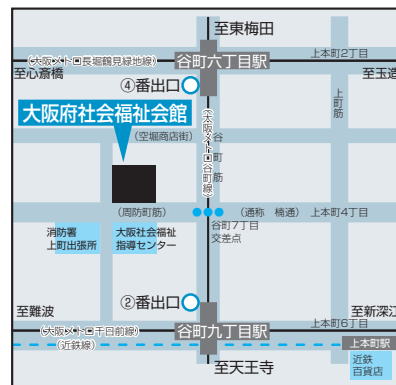 至東梅田
谷町六丁目駅
上本町2丁目
(大阪メトロ長堀鶴見緑地線)
至心斎橋
至玉造
④番出口
大阪府社会福祉会館
(空堀商店街)
(大阪メトロ谷町線)
谷町筋
上町筋
(周防町筋)
(通称 楠通)
上本町4丁目
谷町7丁目
交差点
消防署
上町出張所
大阪社会福祉
指導センター
②番出口
至難波
至新深江
(大阪メトロ千日前線)
谷町九丁目駅
上本町6丁目
(近鉄線)
上本町駅
至天王寺
近鉄
百貨店